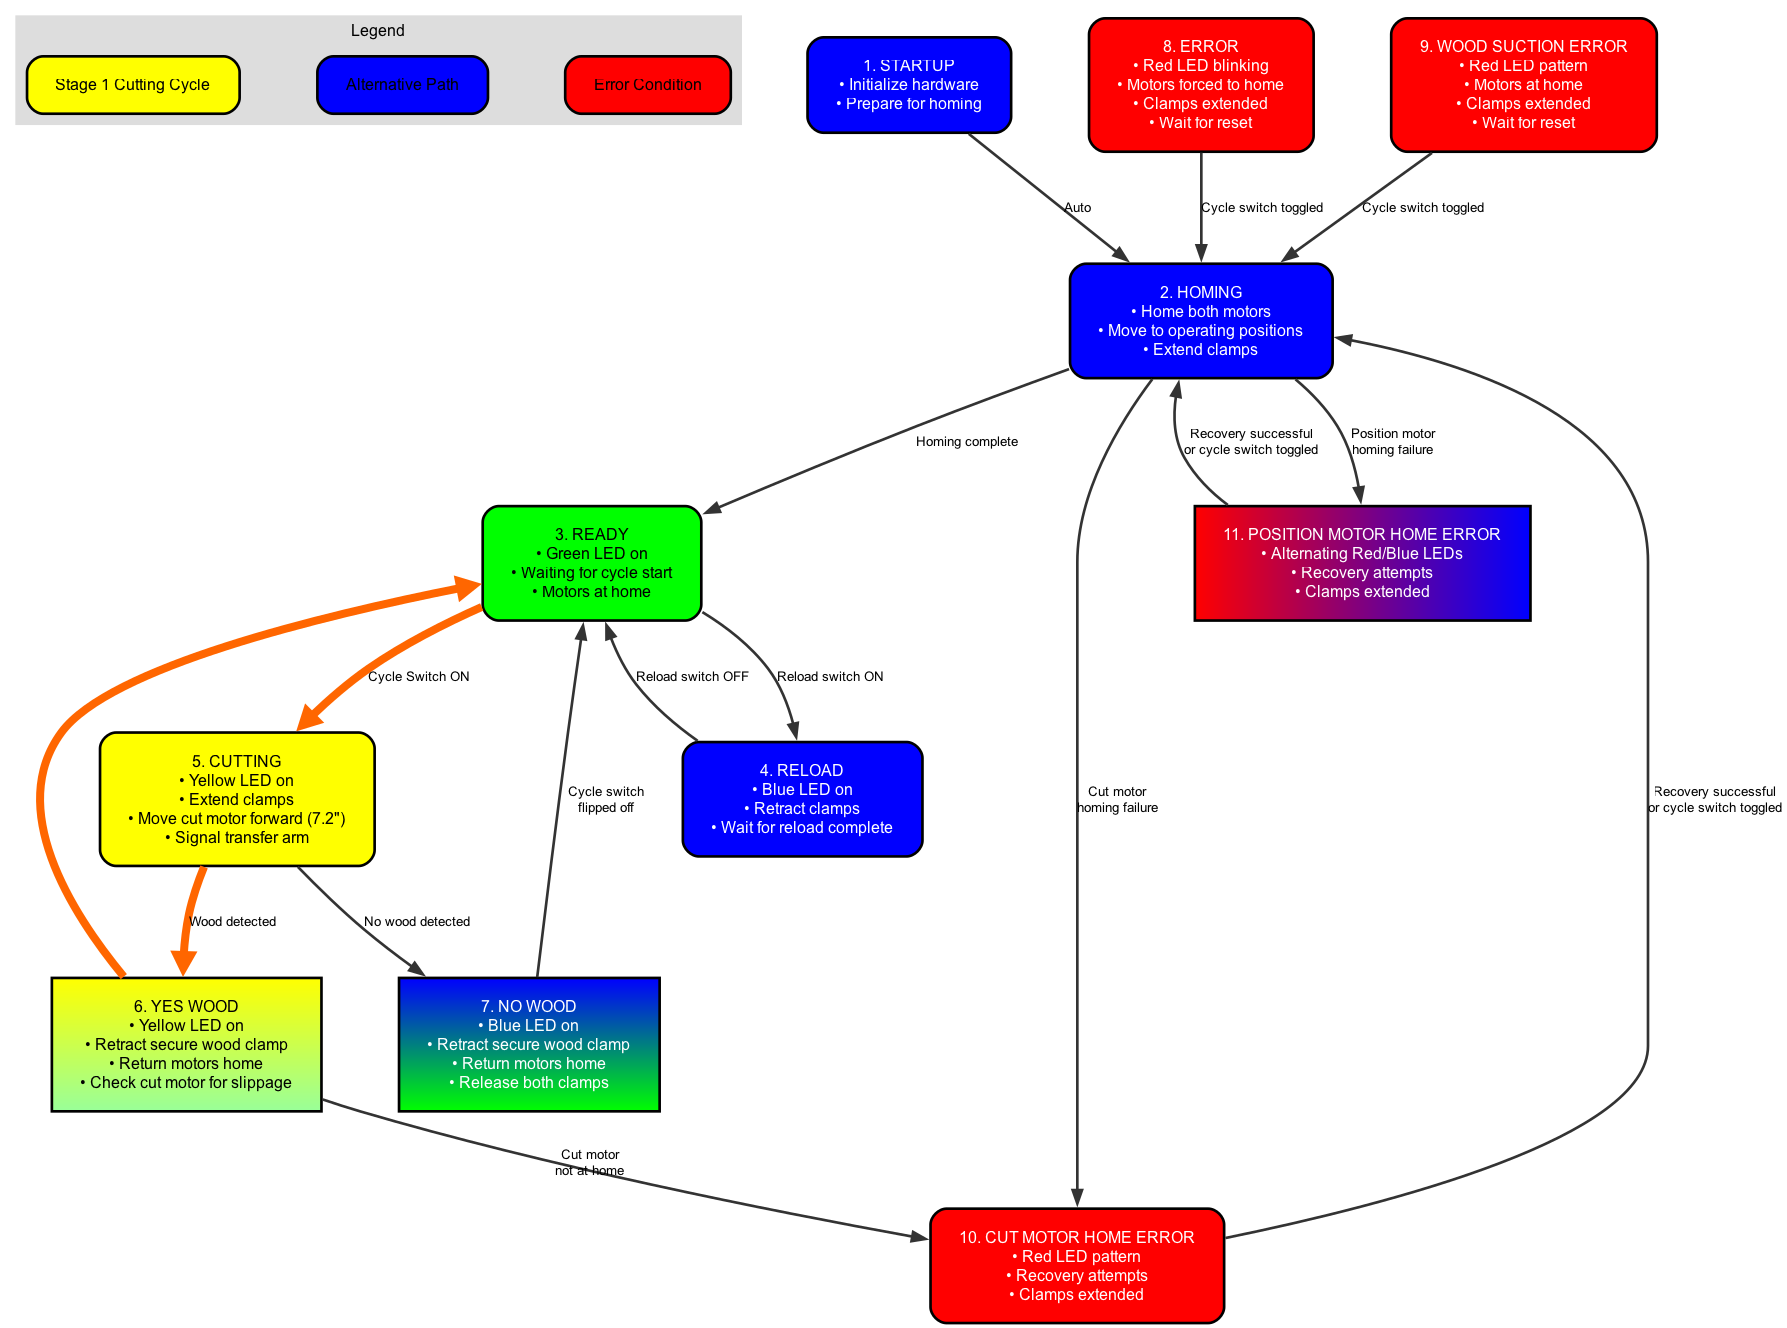 Legend
Stage 1 Cutting Cycle
Alternative Path
Error Condition
1. STARTUP
• Initialize hardware
• Prepare for homing
8. ERROR
• Red LED blinking
• Motors forced to home
• Clamps extended
• Wait for reset
9. WOOD SUCTION ERROR
• Red LED pattern
• Motors at home
• Clamps extended
• Wait for reset
Auto
Cycle switch toggled
Cycle switch toggled
2. HOMING
• Home both motors
• Move to operating positions
• Extend clamps
Homing complete
Recovery successful
or cycle switch toggled
Position motor
homing failure
3. READY
• Green LED on
• Waiting for cycle start
• Motors at home
11. POSITION MOTOR HOME ERROR
• Alternating Red/Blue LEDs
• Recovery attempts
• Clamps extended
Cycle Switch ON
Reload switch OFF
Reload switch ON
5. CUTTING
• Yellow LED on
• Extend clamps
• Move cut motor forward (7.2")
• Signal transfer arm
Cycle switch
flipped off
4. RELOAD
• Blue LED on
• Retract clamps
• Wait for reload complete
Cut motor
homing failure
Recovery successful
or cycle switch toggled
Wood detected
No wood detected
6. YES WOOD
• Yellow LED on
• Retract secure wood clamp
• Return motors home
• Check cut motor for slippage
7. NO WOOD
• Blue LED on
• Retract secure wood clamp
• Return motors home
• Release both clamps
Cut motor
not at home
10. CUT MOTOR HOME ERROR
• Red LED pattern
• Recovery attempts
• Clamps extended